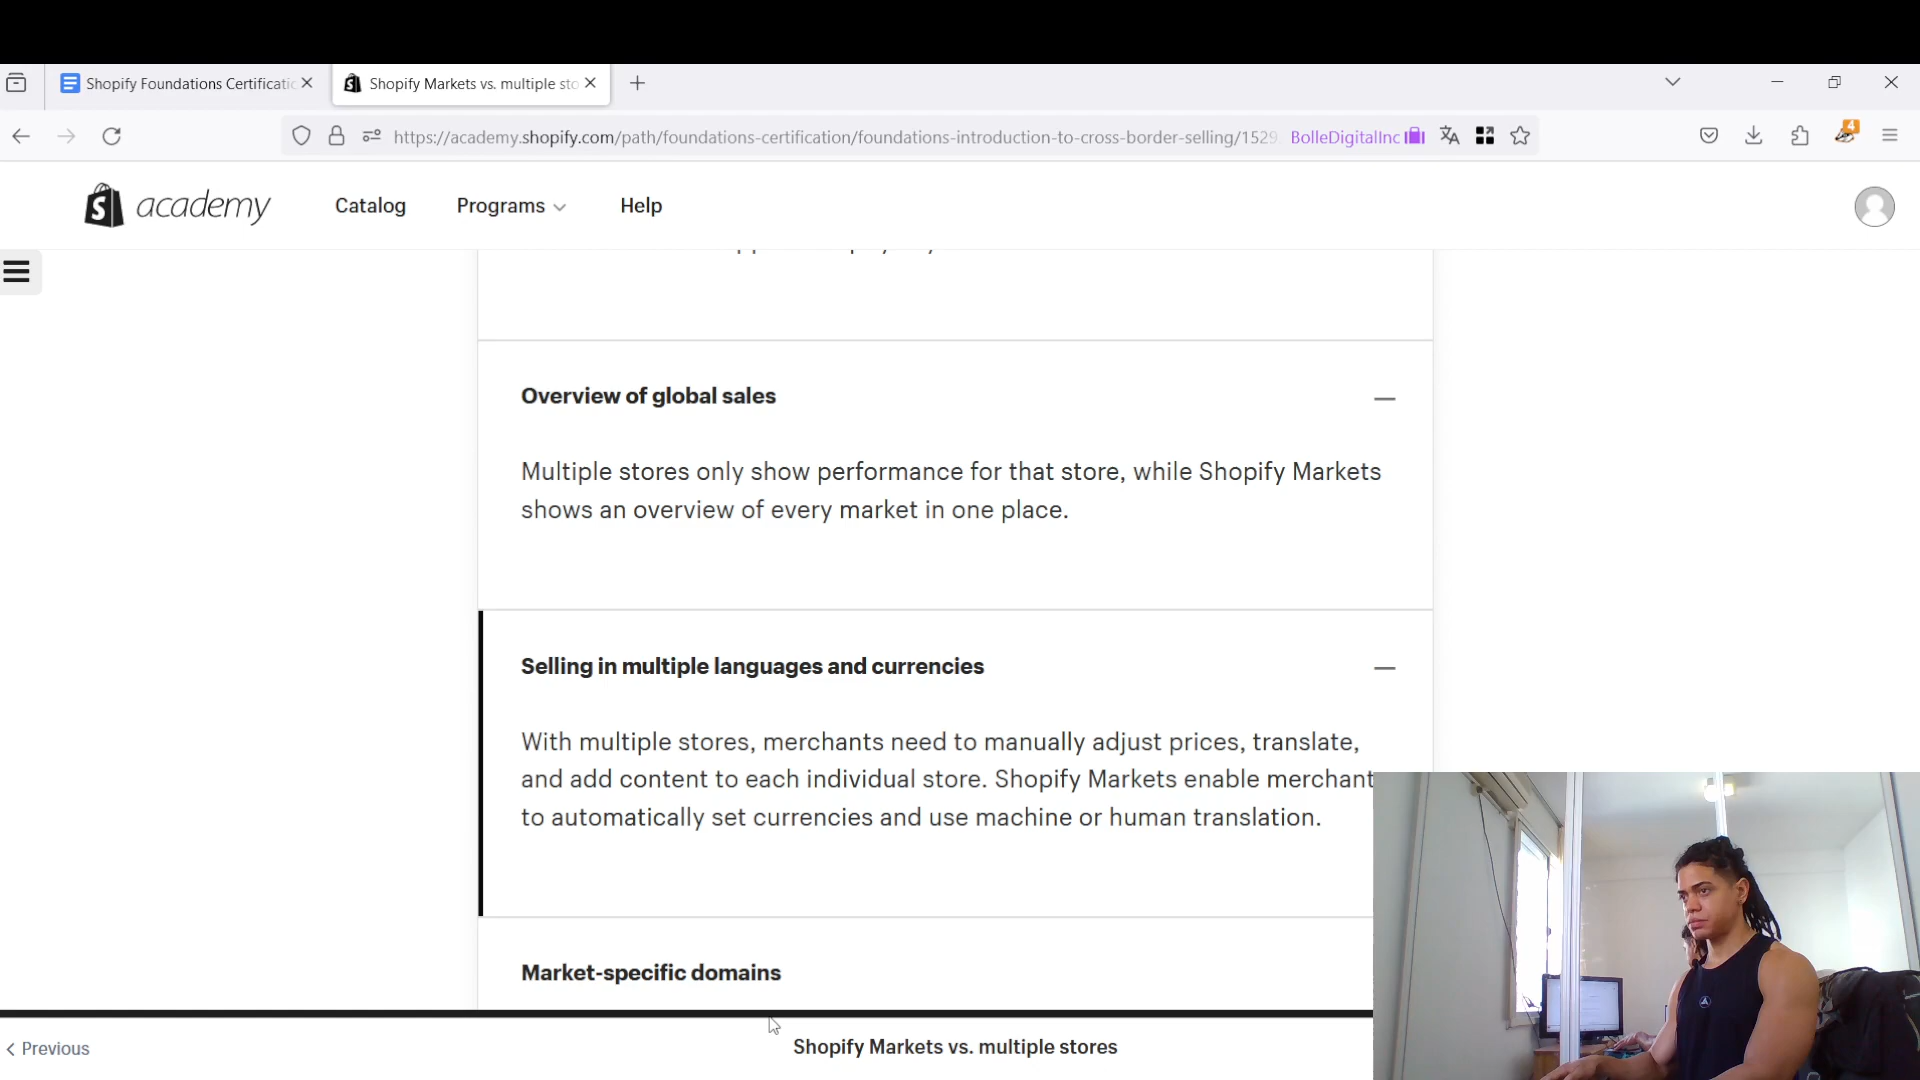 Shopify Foundations Certificatio
Shopify Markets vs. multiple sto
https://academy.shopify.com/path/foundations-certification/foundations-introduction-to-cross-border-selling/1529
BolleDigitalInc
4
academy
Catalog
Programs
Help
Overview of global sales
Multiple stores only show performance for that store, while Shopify Markets
shows an overview of every market in one place.
Selling in multiple languages and currencies
With multiple stores, merchants need to manually adjust prices, translate,
and add content to each individual store. Shopify Markets enable merchant
to automatically set currencies and use machine or human translation.
Market-specific domains
Previous
Shopify Markets vs. multiple stores